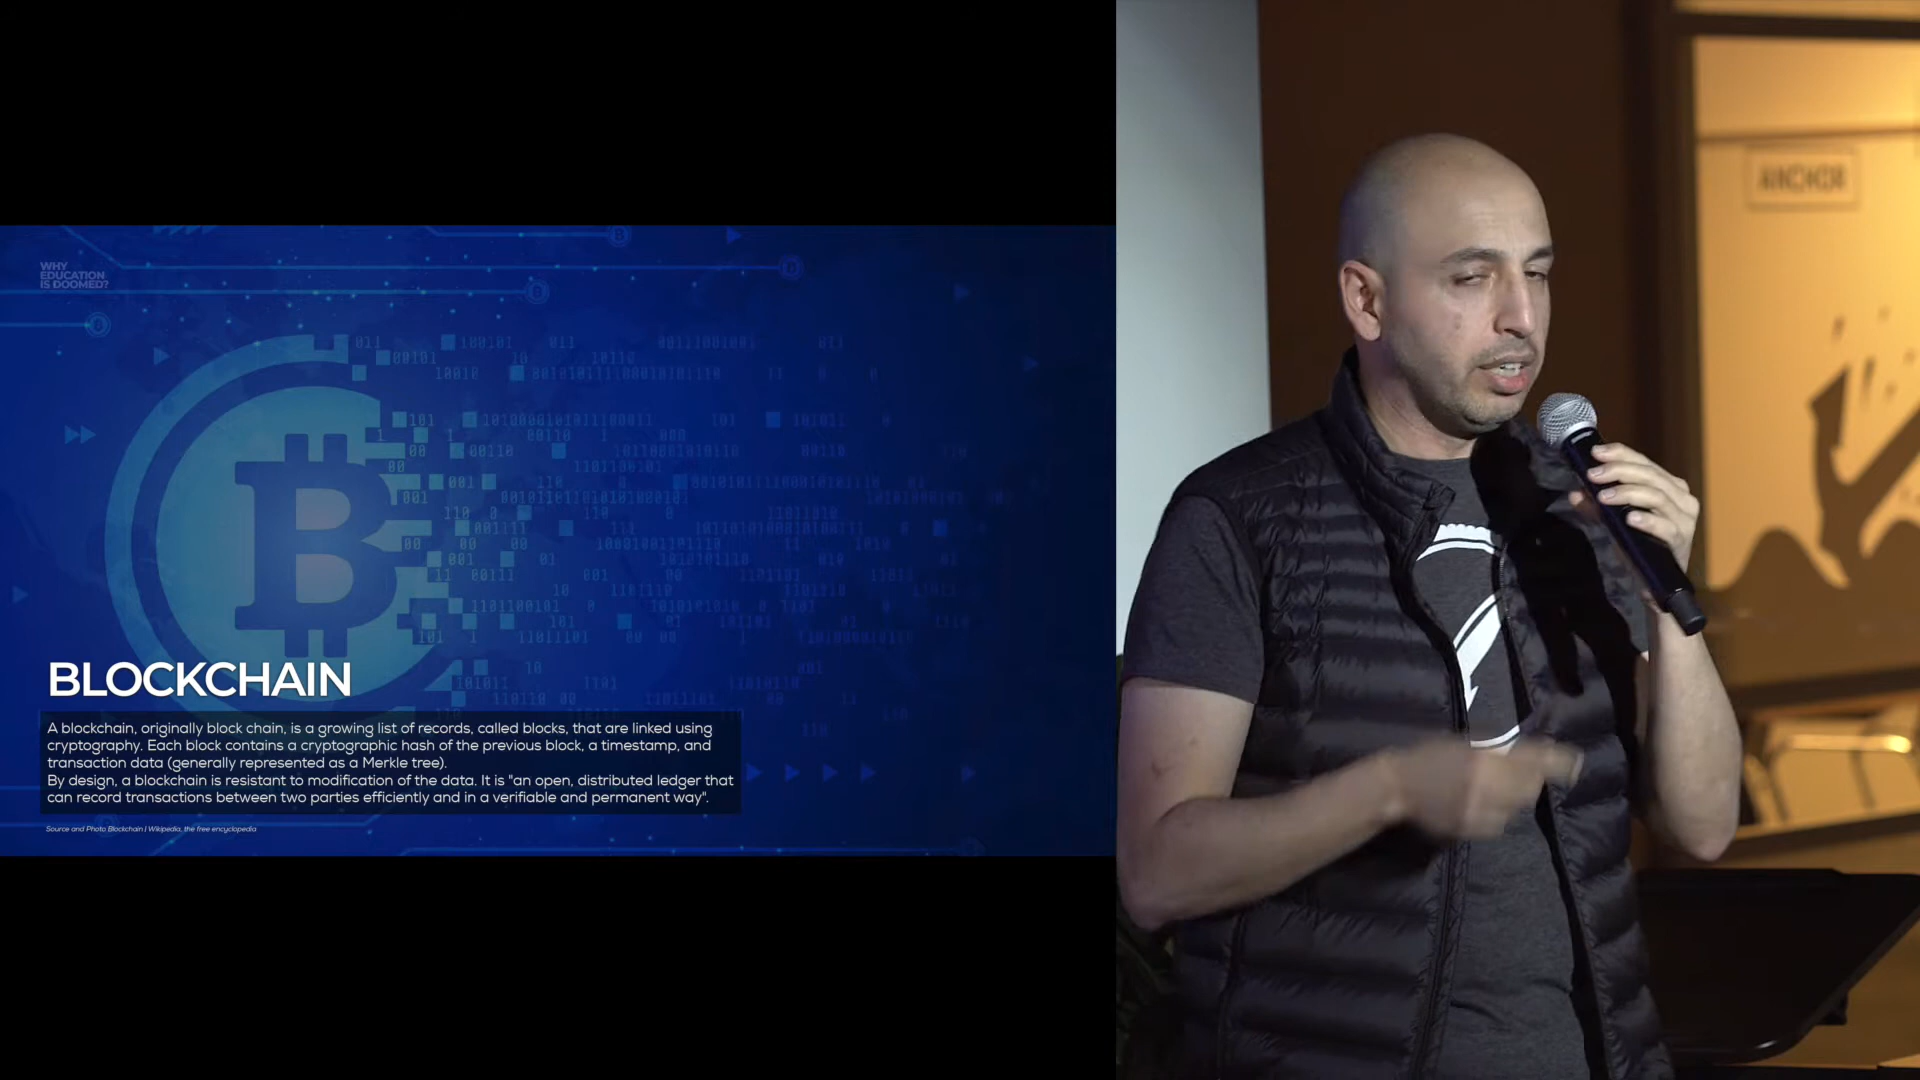 WHY
EDUCATION
IS DOOMED?
BLOCKCHAIN
A blockchain, originally block chain, is a growing list of records, called blocks, that are linked using
cryptography. Each block contains a cryptographic hash of the previous block, a timestamp, and
transaction data (generally represented as a Merkle tree).
By design, a blockchain is resistant to modification of the data. It is "an open, distributed ledger that
can record transactions between two parties efficiently and in a verifiable and permanent way".
Source and Photo Blockchain | Wikipedia, the free encyclopedia
ANCHOR